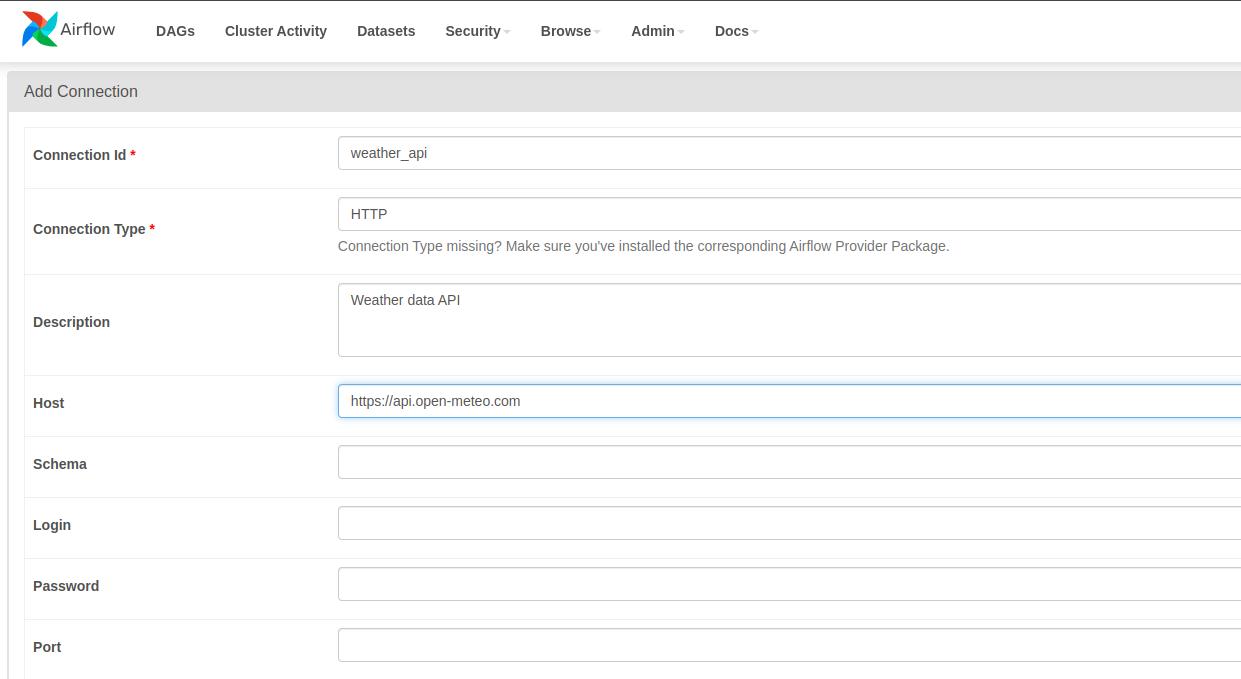 Airflow DAGs Cluster Activity Datasets Security Browse Admin Docs
Add Connection
Connection Id * weather_api
Connection Type * HTTP
Connection Type missing? Make sure you've installed the corresponding Airflow Provider Package.
Description Weather data API
Host https://api.open-meteo.com
Schema
Login
Password
Port